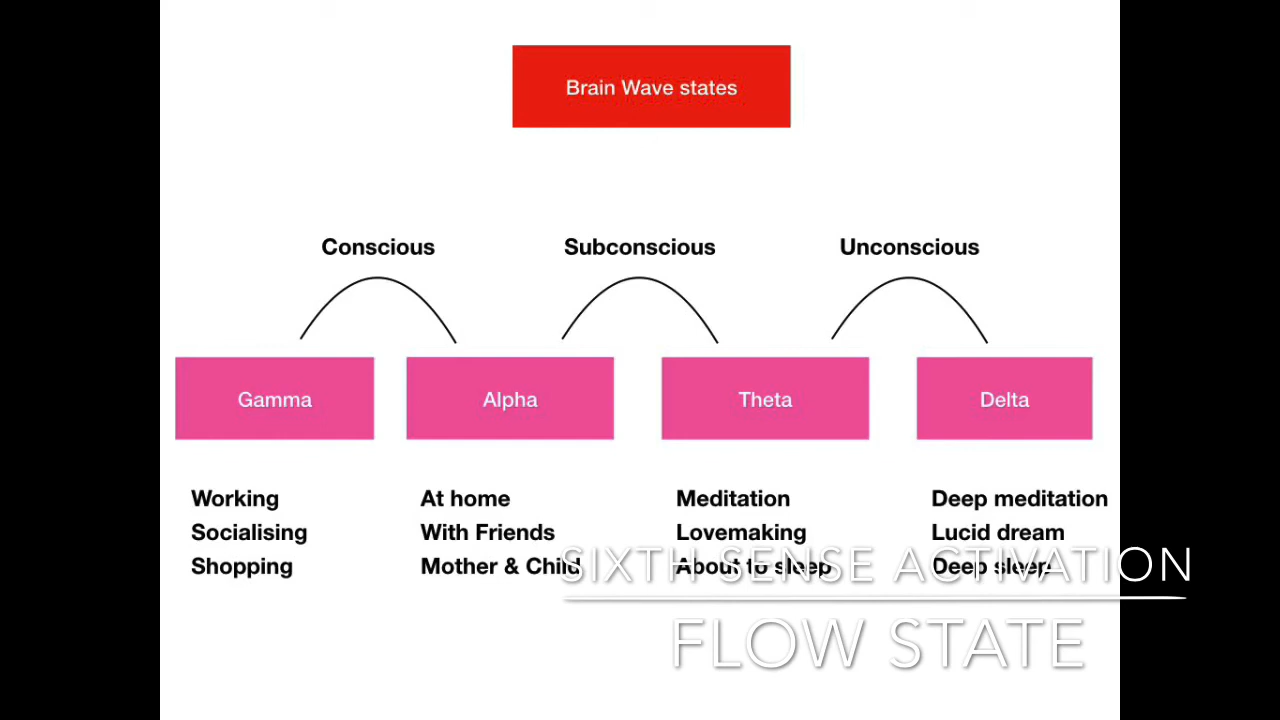 Brain Wave states
Conscious
Subconscious
Unconscious
Gamma
Alpha
Theta
Delta
Working
Socialising
Shopping
At home
With Friends
Mother & Child
Meditation
Lovemaking
About to sleep
Deep meditation
Lucid dream
Deep sleep
SIXTH SENSE ACTIVATION
FLOW STATE